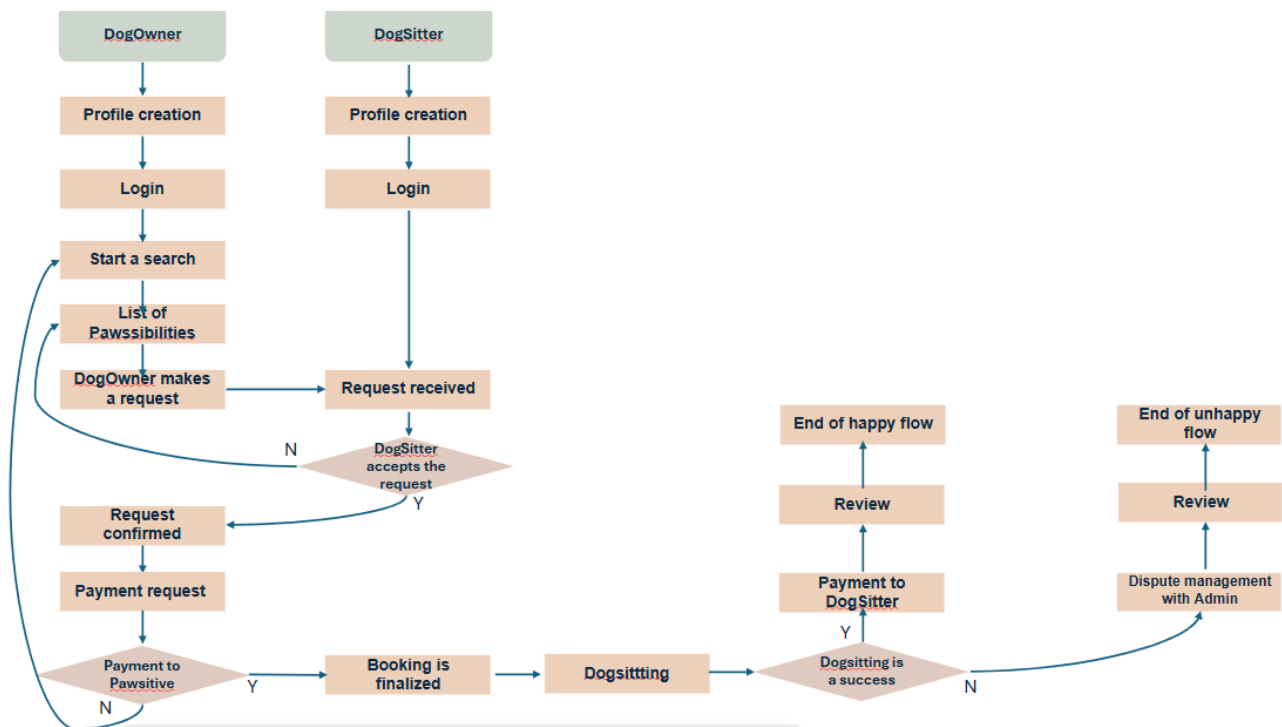 DogOwner
DogSitter
Profile creation
Profile creation
Login
Login
Start a search
List of
Pawssibilities
DogOwner makes
a request
Request received
DogSitter
accepts the
request
N
Y
Request
confirmed
Payment request
Payment to
Pawsitive
N
Y
Booking is
finalized
Dogsittting
Dogsitting is
a success
Y
N
Payment to
DogSitter
Review
End of happy flow
Dispute management
with Admin
Review
End of unhappy
flow